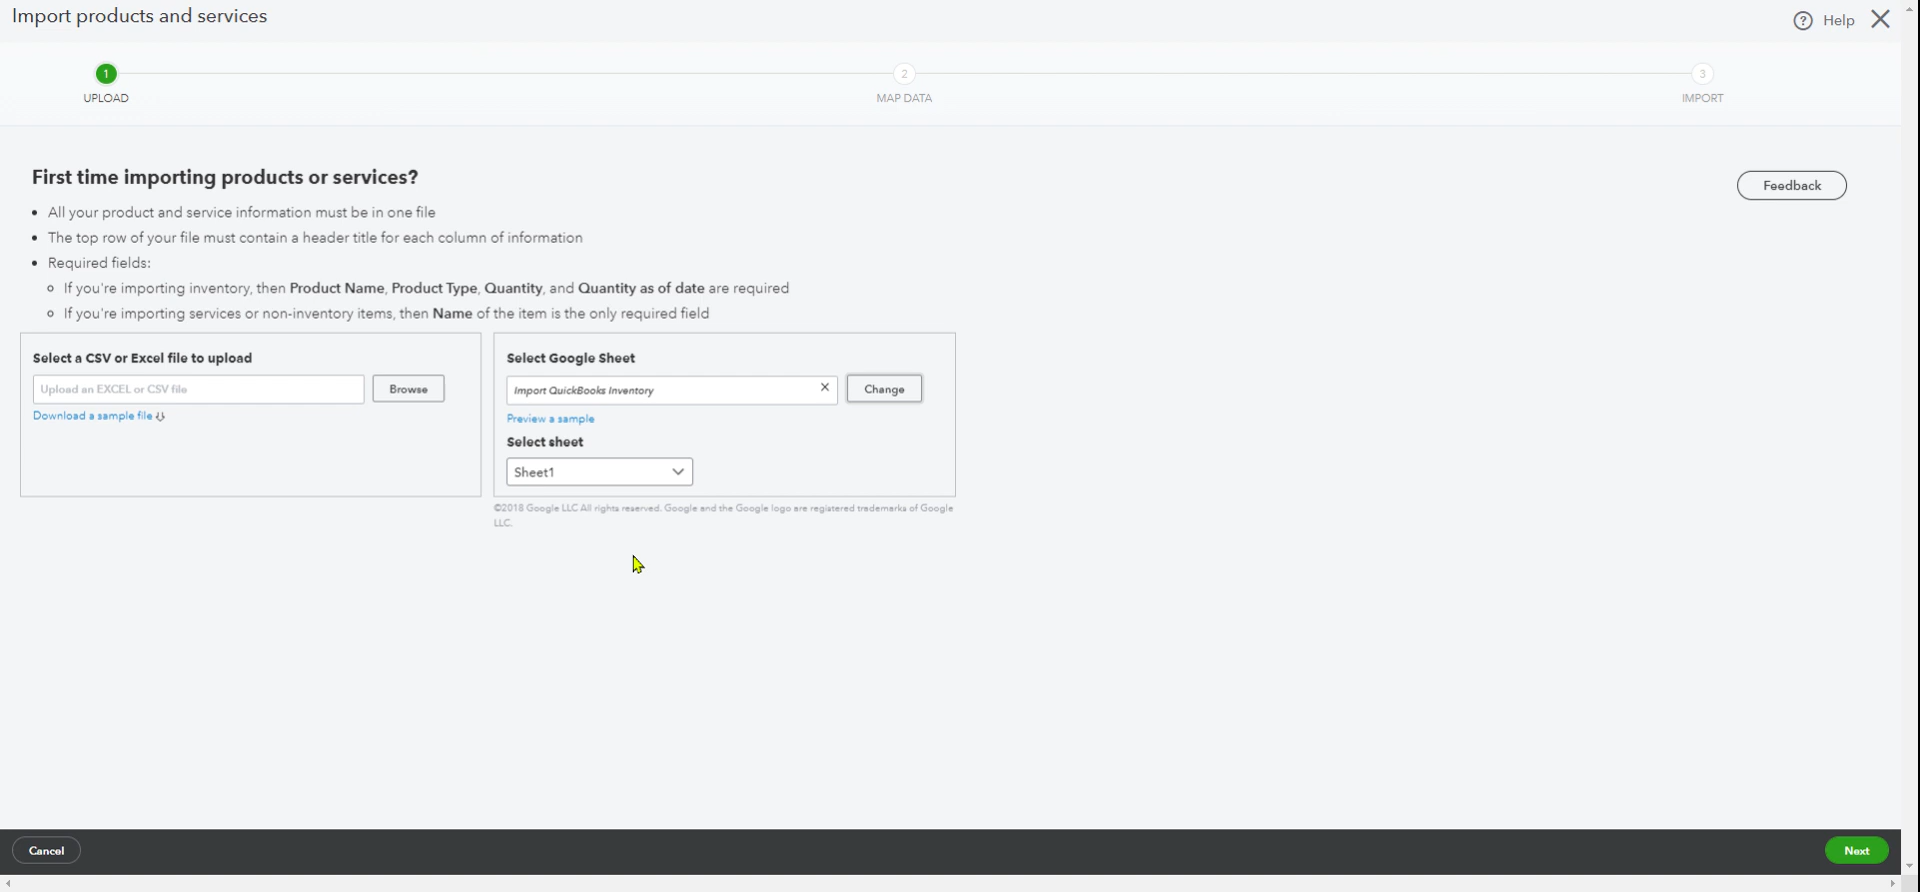 Import products and services
? Help
1
2
3
UPLOAD
MAP DATA
IMPORT
First time importing products or services?
Feedback
• All your product and service information must be in one file
• The top row of your file must contain a header title for each column of information
• Required fields:
If you're importing inventory, then Product Name, Product Type, Quantity, and Quantity as of date are required
If you're importing services or non-inventory items, then Name of the item is the only required field
Select a CSV or Excel file to upload
Upload an EXCEL or CSV file
Browse
Download a sample file
Select Google Sheet
Import QuickBooks Inventory
Change
Preview a sample
Select sheet
Sheet1
©2018 Google LLC All rights reserved. Google and the Google logo are registered trademarks of Google
LLC.
Cancel
Next